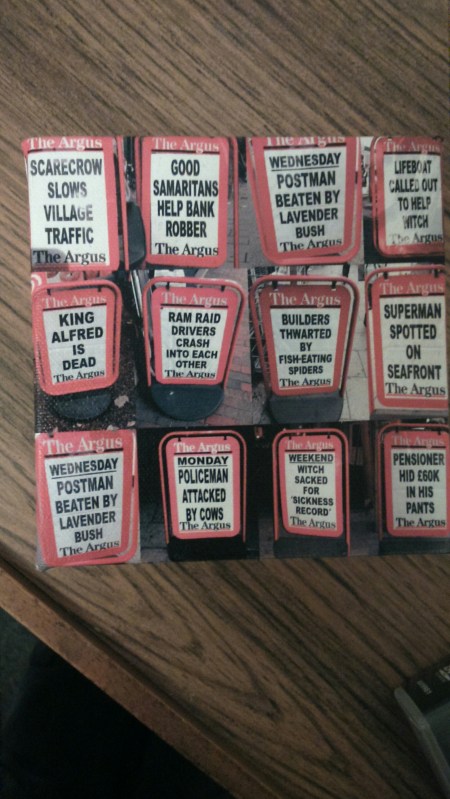 The Argus
SCARECROW
SLOWS
VILLAGE
TRAFFIC
The Argus
The Argus
GOOD
SAMARITANS
HELP BANK
ROBBER
The Argus
The Argus
WEDNESDAY
POSTMAN
BEATEN BY
LAVENDER
BUSH
The Argus
The Argus
LIFEBOAT
CALLED OUT
TO HELP
WITCH
The Argus
The Argus
KING
ALFRED
IS
DEAD
The Argus
The Argus
RAM RAID
DRIVERS
CRASH
INTO EACH
OTHER
The Argus
The Argus
BUILDERS
THWARTED
BY
FISH-EATING
SPIDERS
The Argus
The Argus
SUPERMAN
SPOTTED
ON
SEAFRONT
The Argus
The Argus
WEDNESDAY
POSTMAN
BEATEN BY
LAVENDER
BUSH
The Argus
The Argus
MONDAY
POLICEMAN
ATTACKED
BY COWS
The Argus
The Argus
WEEKEND
WITCH
SACKED
FOR
'SICKNESS
RECORD'
The Argus
The Argus
PENSIONER
HID £60K
IN HIS
PANTS
The Argus